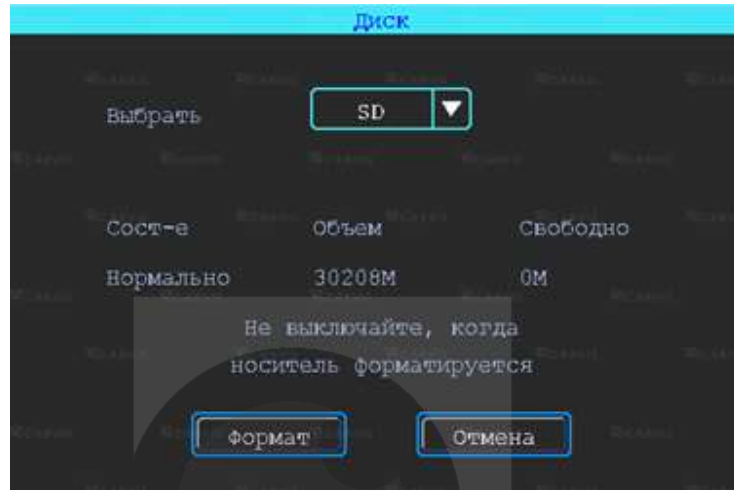 Диск
Выбрать SD
Сост-е Объем Свободно
Нормально 30208M 0M
Не выключайте, когда
носитель форматируется
Формат Отмена